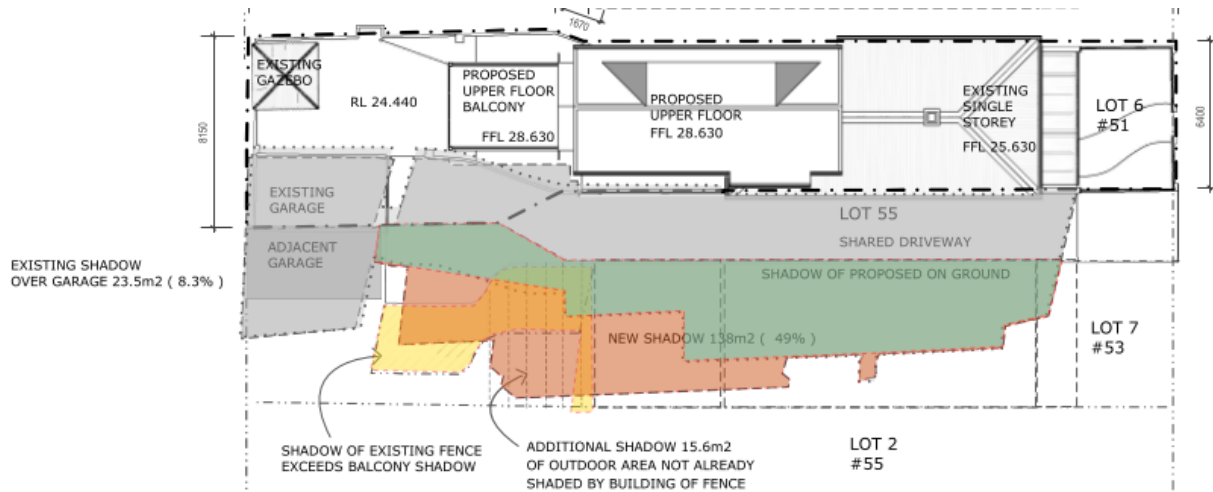 1670
EXISTING
GAZEBO
RL 24.440
PROPOSED
UPPER FLOOR
BALCONY
FFL 28.630
PROPOSED
UPPER FLOOR
FFL 28.630
EXISTING
SINGLE
STOREY
FFL 25.630
LOT 6
#51
8150
6400
EXISTING
GARAGE
LOT 55
SHARED DRIVEWAY
ADJACENT
GARAGE
EXISTING SHADOW
OVER GARAGE 23.5m2 ( 8.3% )
SHADOW OF PROPOSED ON GROUND
NEW SHADOW 138m2 ( 49% )
LOT 7
#53
SHADOW OF EXISTING FENCE
EXCEEDS BALCONY SHADOW
ADDITIONAL SHADOW 15.6m2
OF OUTDOOR AREA NOT ALREADY
SHADED BY BUILDING OF FENCE
LOT 2
#55